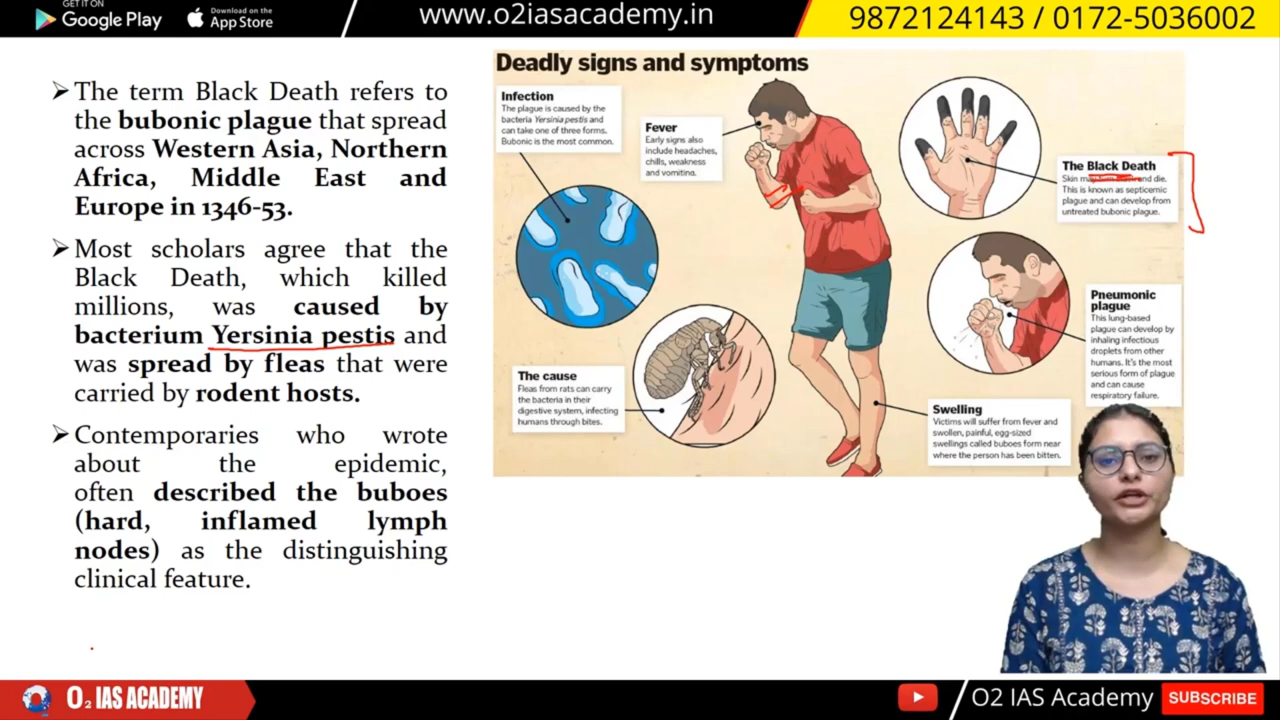 GET IT ON
Google Play
Download on the
App Store
www.o2iasacademy.in
9872124143 / 0172-5036002
➢ The term Black Death refers to
the bubonic plague that spread
across Western Asia, Northern
Africa, Middle East and
Europe in 1346-53.
➢ Most scholars agree that the
Black Death, which killed
millions, was caused by
bacterium Yersinia pestis and
was spread by fleas that were
carried by rodent hosts.
➢ Contemporaries who wrote
about the epidemic,
often described the buboes
(hard, inflamed lymph
nodes) as the distinguishing
clinical feature.
Deadly signs and symptoms
Infection
The plague is caused by the
bacteria Yersinia pestis and
can take one of three forms.
Bubonic is the most common.
Fever
Early signs also
include headaches,
chills, weakness
and vomiting.
The Black Death
Skin and die.
This is known as septicemic
plague and can develop from
untreated bubonic plague.
Pneumonic
plague
This lung-based
plague can develop by
inhaling infectious
droplets from other
humans. It's the most
serious form of plague
and can cause
respiratory failure.
The cause
Fleas from rats can carry
the bacteria in their
digestive system, infecting
humans through bites.
Swelling
Victims will suffer from fever and
swollen, painful, egg-sized
swellings called buboes form near
where the person has been bitten.
O2 IAS ACADEMY
O2 IAS Academy
SUBSCRIBE